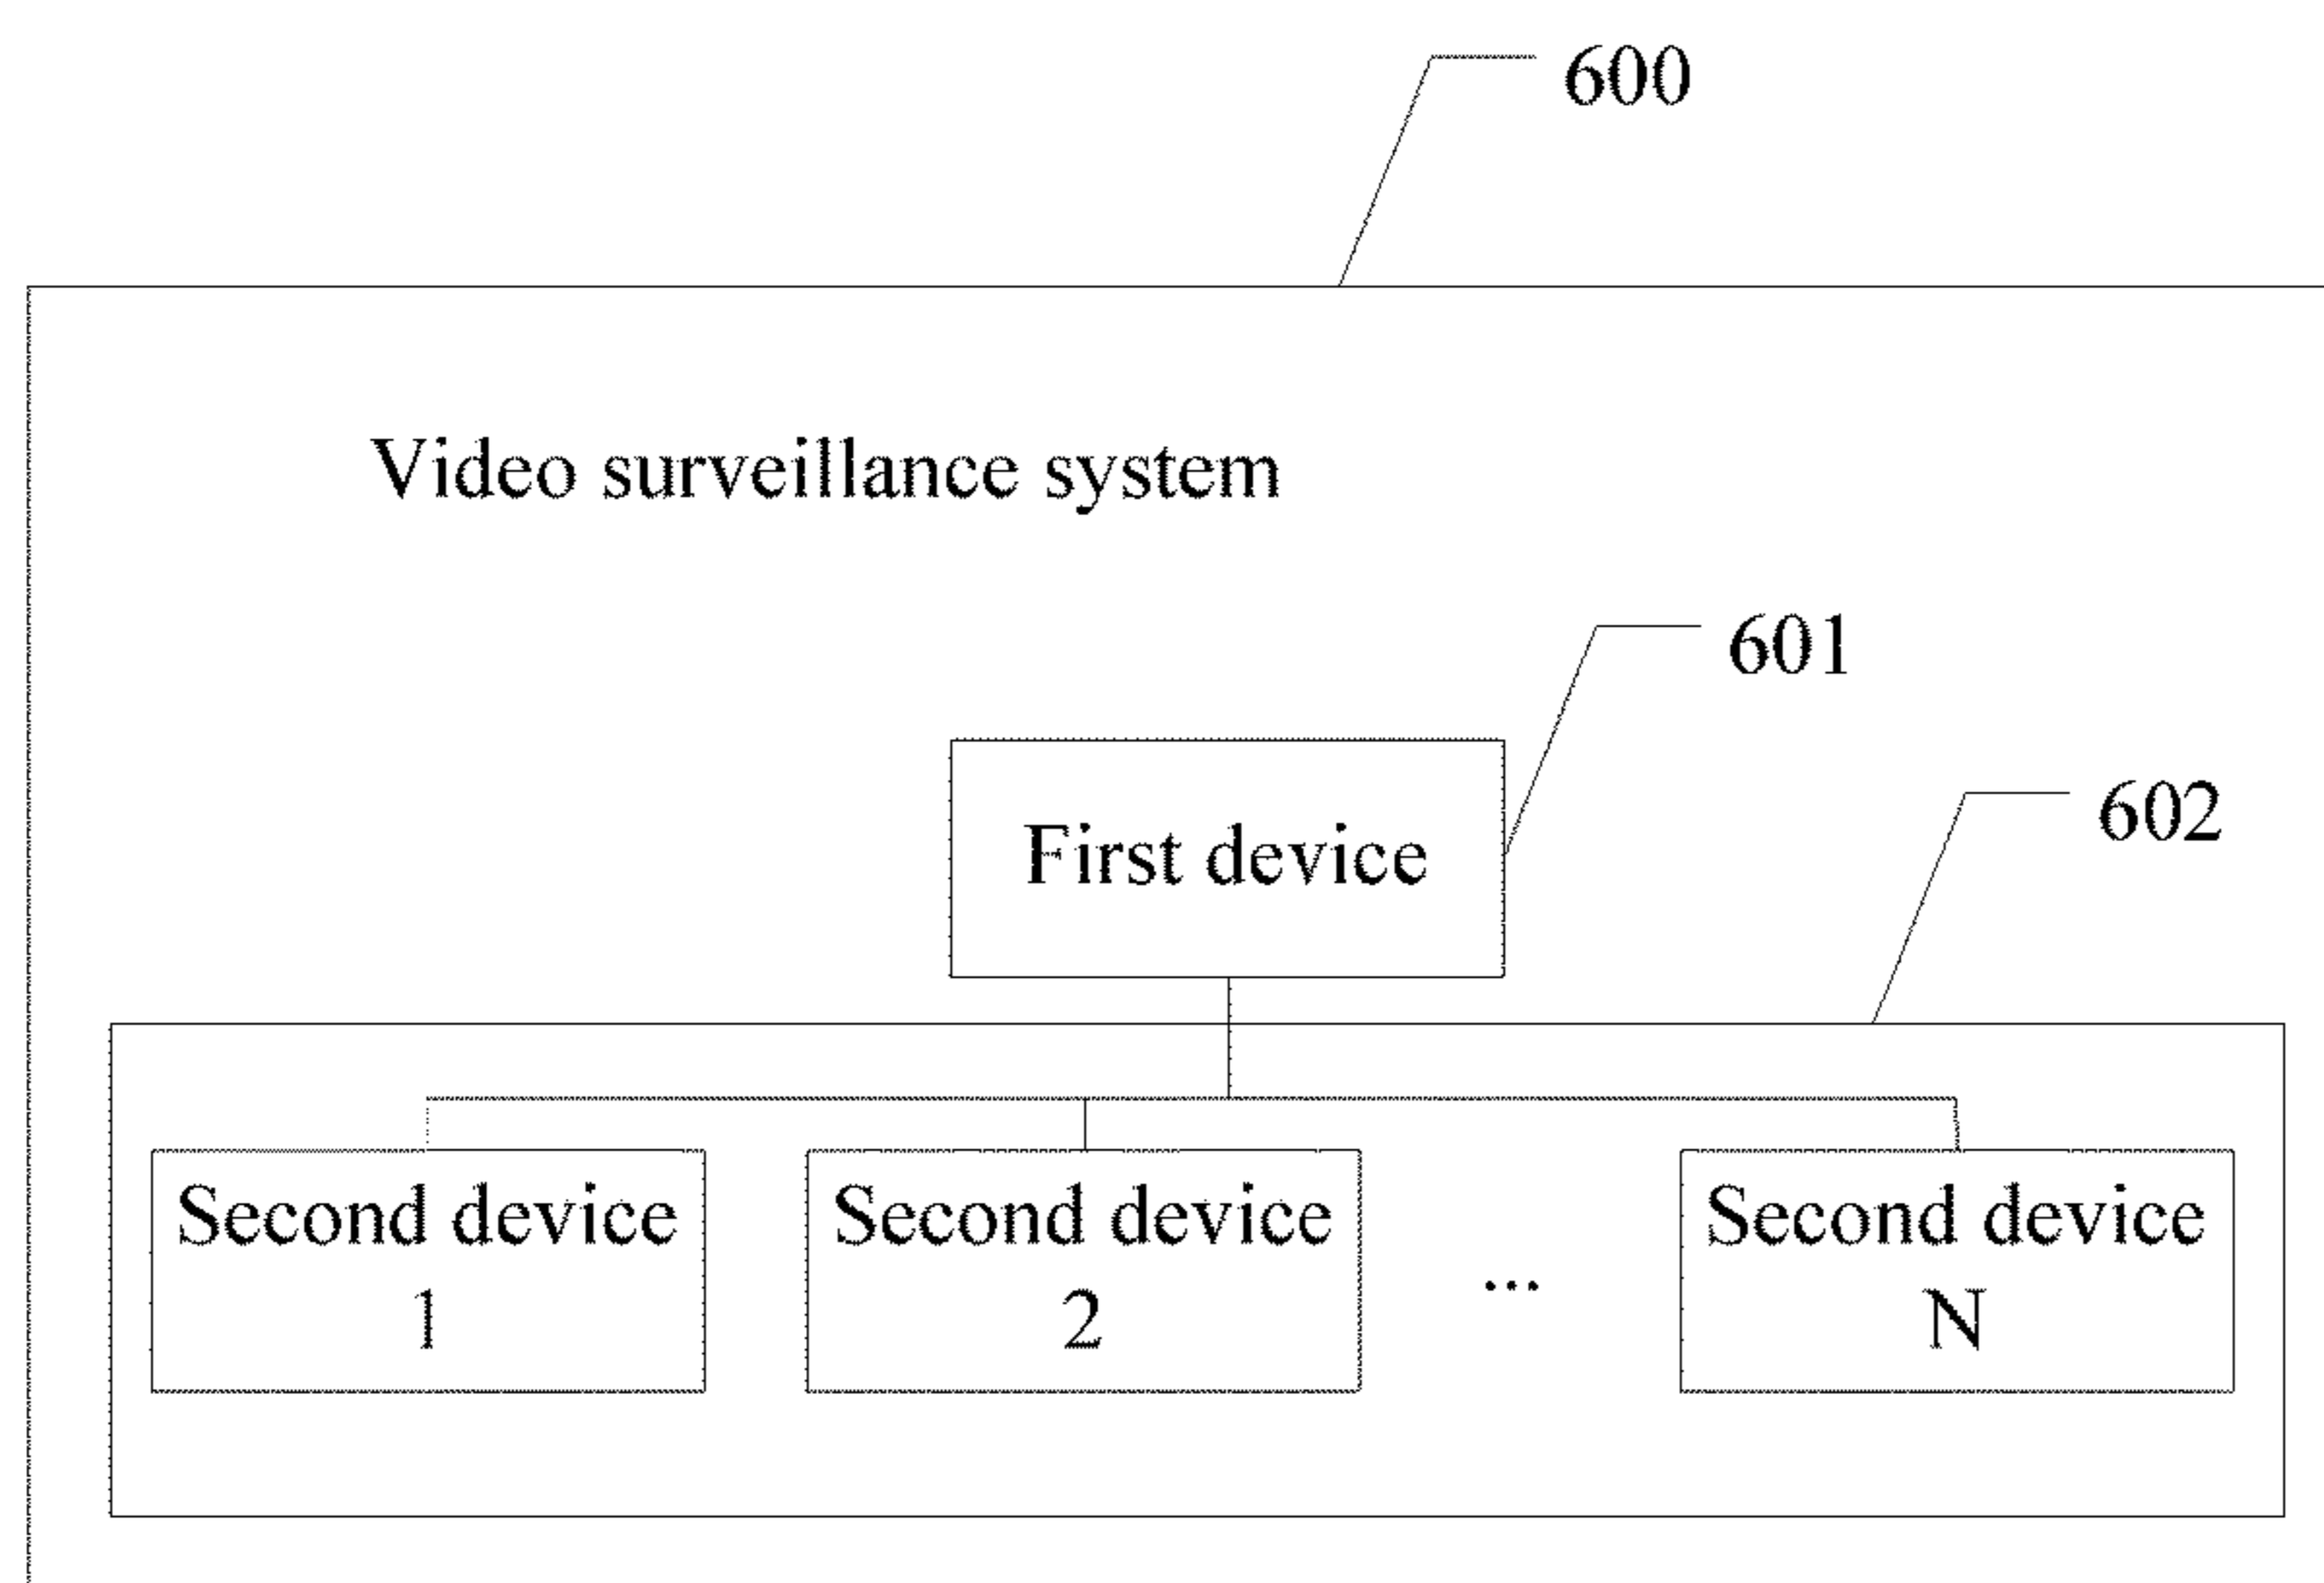 600
Video surveillance system
601
First device
602
Second device
1
Second device
2
...
Second device
N